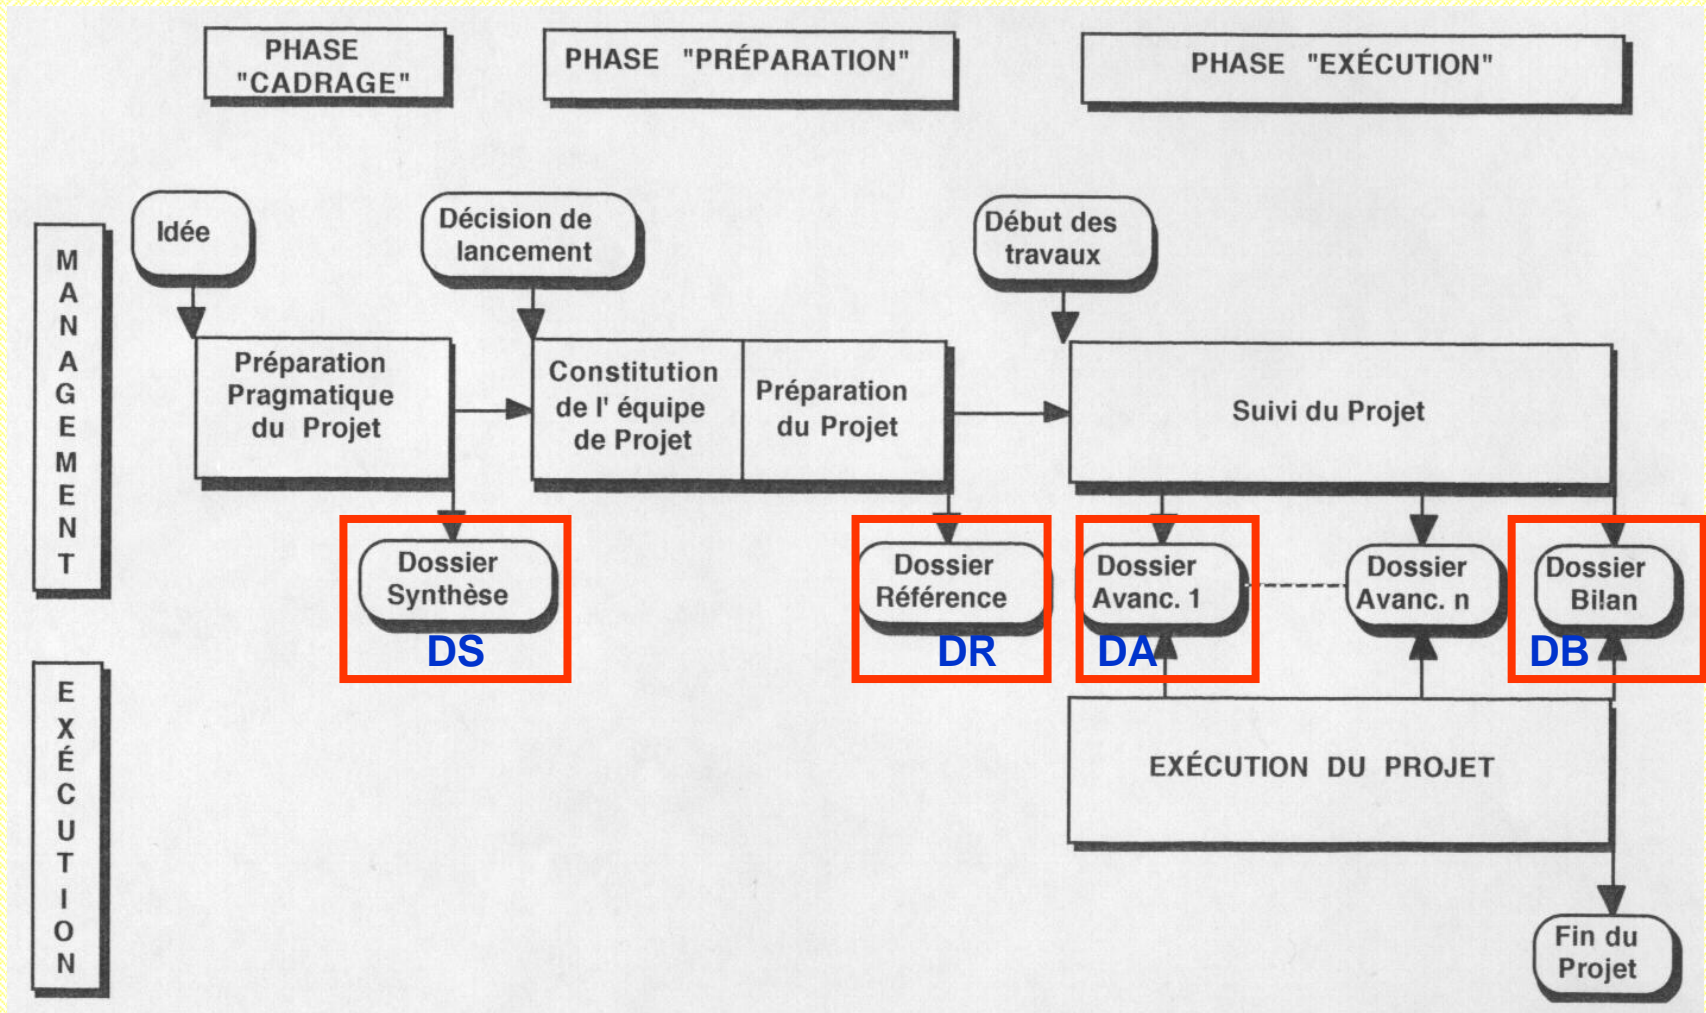 PHASE
"CADRAGE"
PHASE "PRÉPARATION"
PHASE "EXÉCUTION"
MANAGEMENT
Idée
Décision de
lancement
Début des
travaux
Préparation
Pragmatique
du Projet
Constitution
de l' équipe
de Projet
Préparation
du Projet
Suivi du Projet
Dossier
Synthèse
DS
Dossier
Référence
DR
Dossier
Avanc. 1
DA
Dossier
Avanc. n
Dossier
Bilan
DB
EXÉCUTION
EXÉCUTION DU PROJET
Fin du
Projet